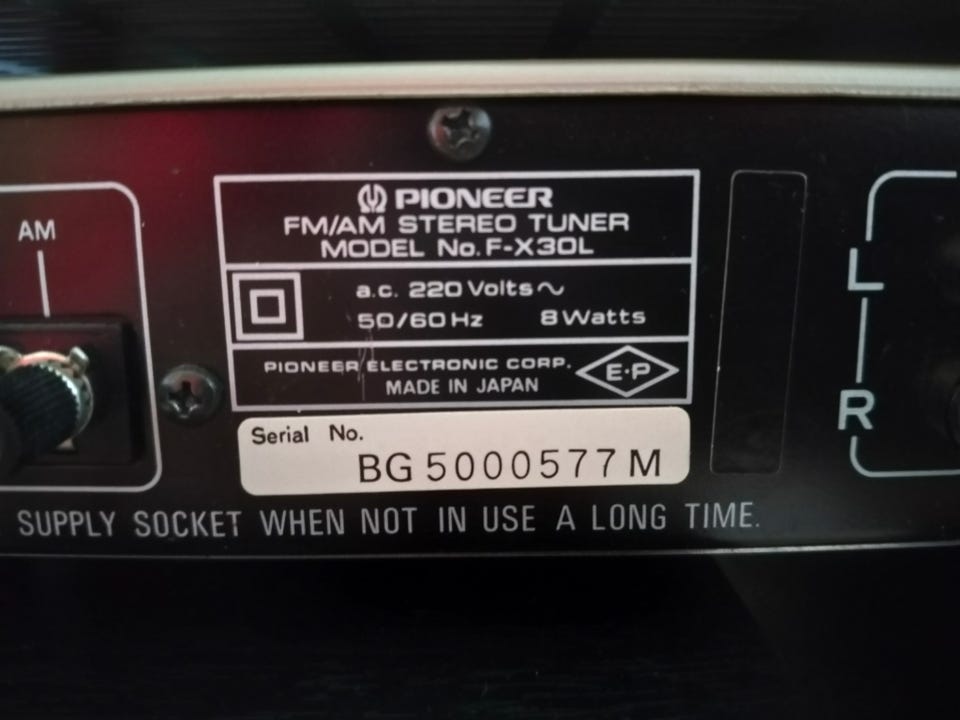 AM
PIONEER
FM/AM STEREO TUNER
MODEL No. F-X30L
a.c. 220 Volts∿
50/60 Hz 8 Watts
PIONEER ELECTRONIC CORP.
MADE IN JAPAN
E·P
Serial No.
BG 5000577 M
L
R
SUPPLY SOCKET WHEN NOT IN USE A LONG TIME.